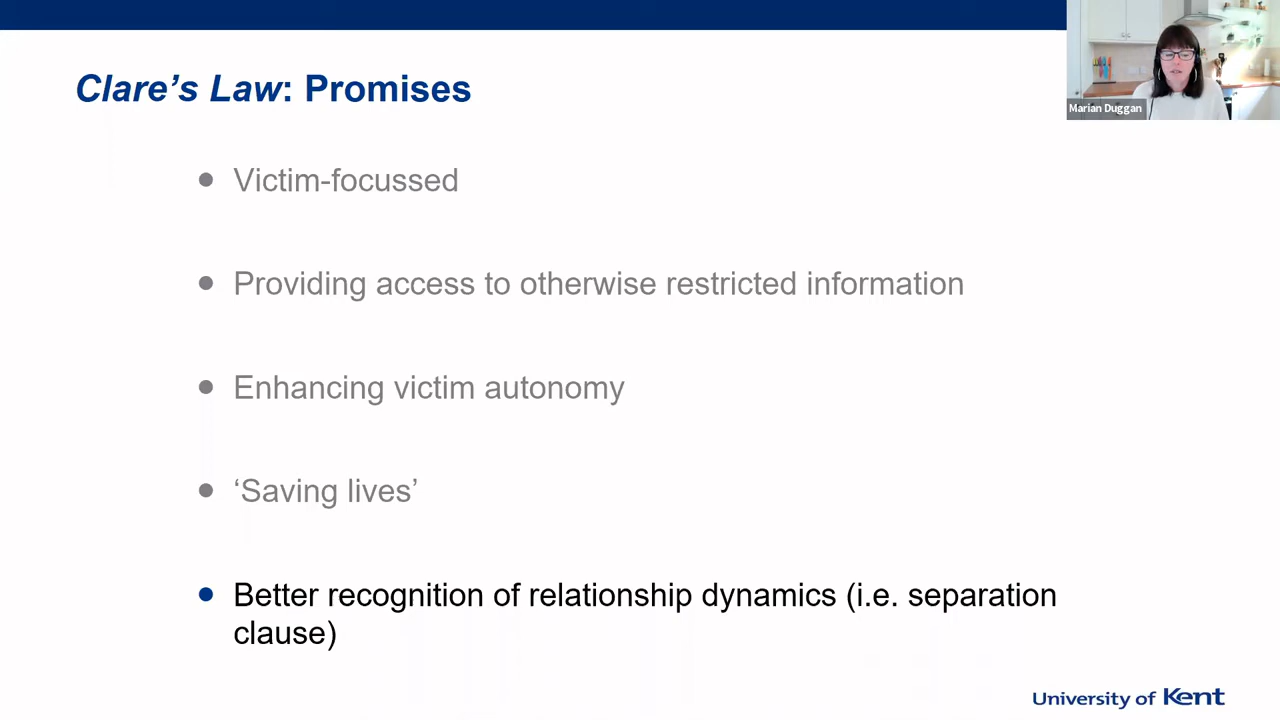 Clare’s Law: Promises
Marian Duggan
● Victim-focussed
● Providing access to otherwise restricted information
● Enhancing victim autonomy
● ‘Saving lives’
● Better recognition of relationship dynamics (i.e. separation
clause)
University of Kent